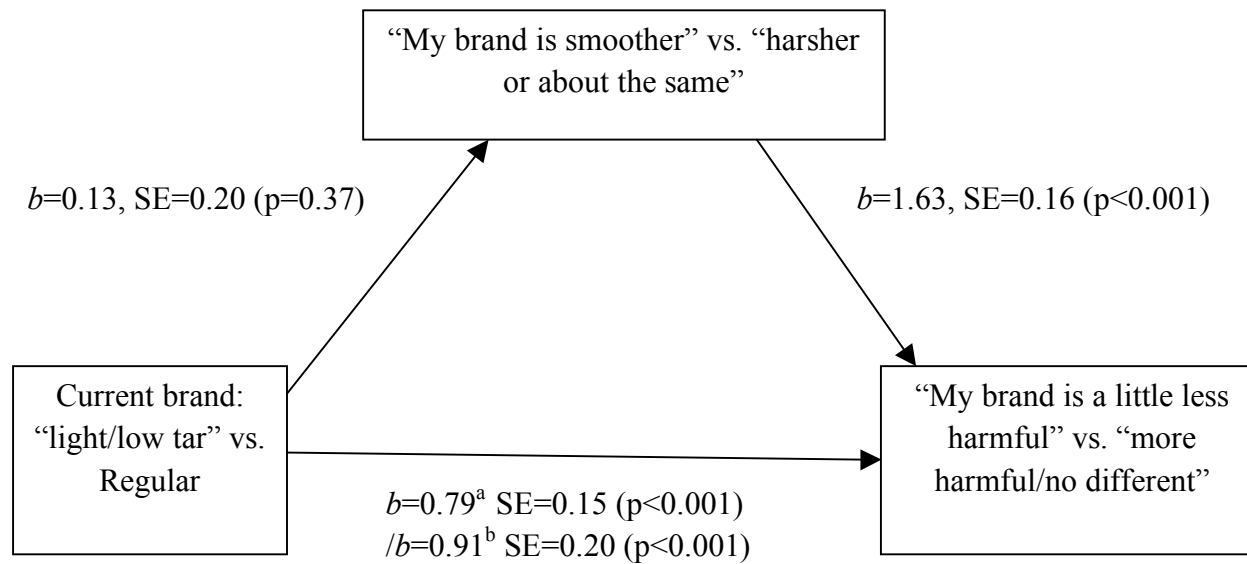 “My brand is smoother” vs. “harsher
or about the same”
b=0.13, SE=0.20 (p=0.37)
b=1.63, SE=0.16 (p<0.001)
Current brand:
“light/low tar” vs.
Regular
“My brand is a little less
harmful” vs. “more
harmful/no different”
b=0.79ᵃ SE=0.15 (p<0.001)
/b=0.91ᵇ SE=0.20 (p<0.001)